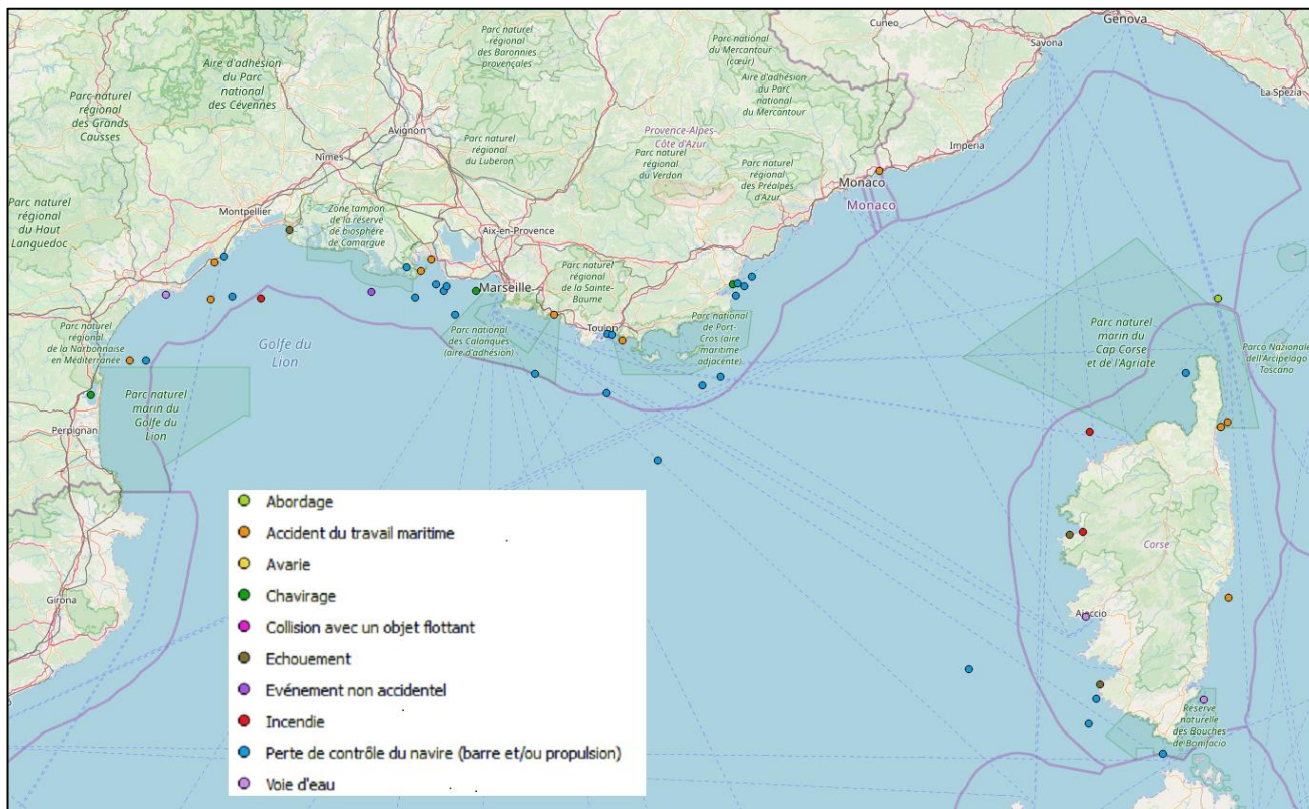 Cuneo
Genova
Savona
La Spezia
Imperia
Parc naturel
régional
des Baronnies
provençales
Parc national
du Mercantour
(cœur)
Aire d'adhésion
du Parc
national du
Mercantour
Aire d'adhésion
du Parc
national
des Cévennes
Parc naturel
régional
des Grands
Causses
Avignon
Nîmes
Parc naturel
régional
du Luberon
Provence-Alpes-
Côte d'Azur
Parc naturel
régional
du Verdon
Parc naturel
régional
des Préalpes
d'Azur
Monaco
Monaco
Parc naturel
régional
du Haut
Languedoc
Montpellier
Zone tampon
de la réserve
de biosphère
de Camargue
Aix-en-Provence
Marseille
Parc naturel
régional
de la Sainte-
Baume
Toulon
Parc national
de Port-
Cros (aire
maritime
adjacente)
Parc national
des Calanques
(aire d'adhésion)
Parc naturel
régional
de la Narbonnaise
en Méditerranée
Golfe du
Lion
Parc naturel
marin du
Golfe du
Lion
Perpignan
Girona
Parc naturel
marin du
Cap Corse
et de l'Agriate
Parco Nazionale
dell'Arcipelago
Toscano
Corse
Ajaccio
Réserve
naturelle
des Bouches
de Bonifacio
Abordage
Accident du travail maritime
Avarie
Chavirage
Collision avec un objet flottant
Echouement
Evénement non accidentel
Incendie
Perte de contrôle du navire (barre et/ou propulsion)
Voie d'eau